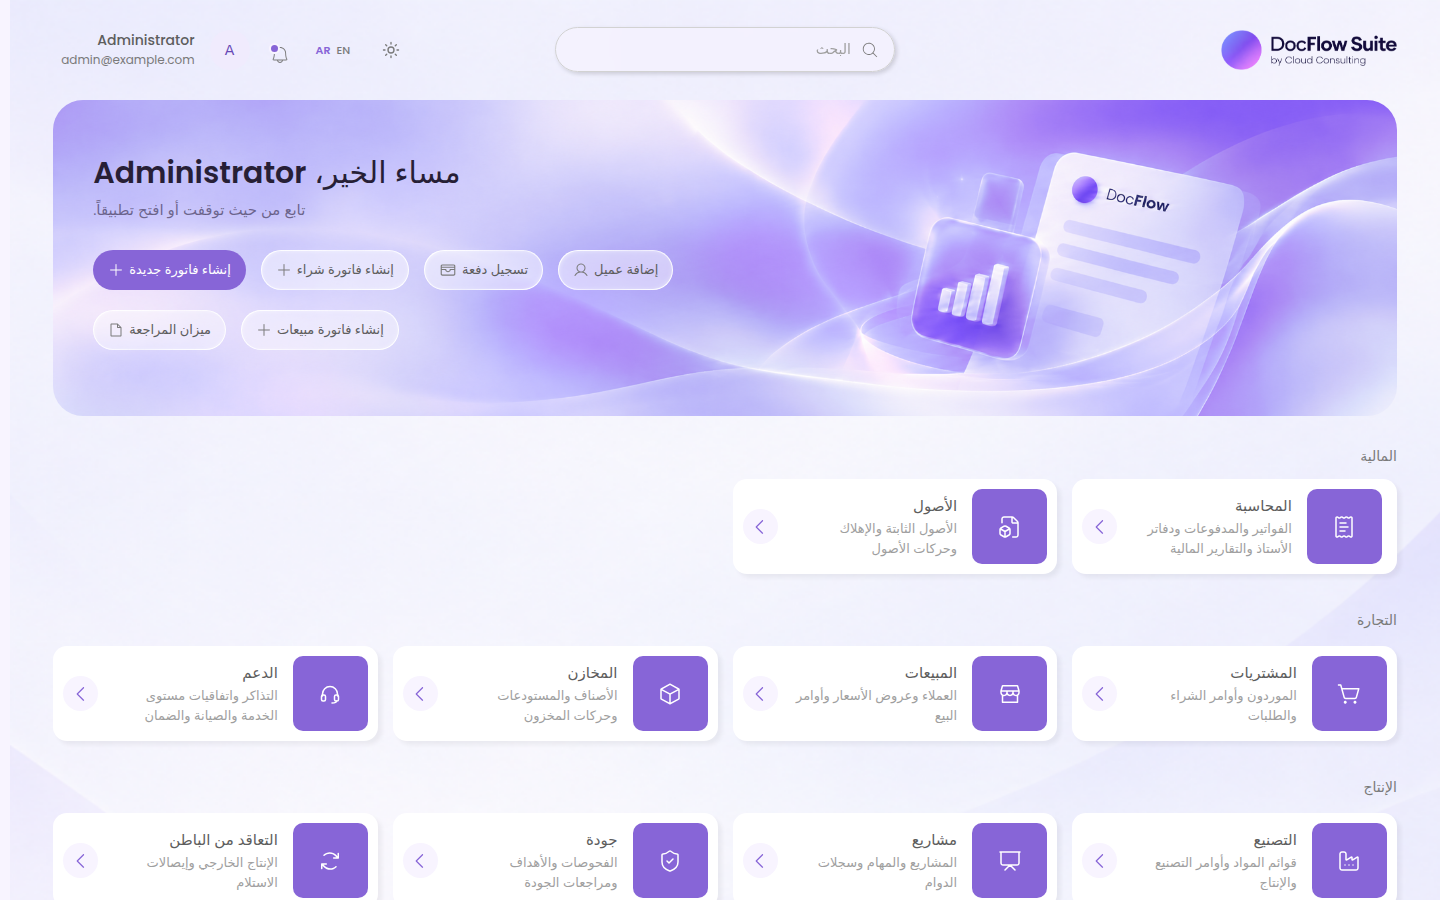 DocFlow Suite
by Cloud Consulting
البحث
AR EN
A
Administrator
admin@example.com
مساء الخير، Administrator
تابع من حيث توقفت أو افتح تطبيقاً.
إنشاء فاتورة جديدة
إنشاء فاتورة شراء
تسجيل دفعة
إضافة عميل
ميزان المراجعة
إنشاء فاتورة مبيعات
DocFlow
المالية
المحاسبة
الفواتير والمدفوعات ودفاتر
الأستاذ والتقارير المالية
الأصول
الأصول الثابتة والإهلاك
وحركات الأصول
التجارة
المشتريات
الموردون وأوامر الشراء
والطلبات
المبيعات
العملاء وعروض الأسعار وأوامر
البيع
المخازن
الأصناف والمستودعات
وحركات المخزون
الدعم
التذاكر واتفاقيات مستوى
الخدمة والصيانة والضمان
الإنتاج
التصنيع
قوائم المواد وأوامر التصنيع
والإنتاج
مشاريع
المشاريع والمهام وسجلات
الدوام
جودة
الفحوصات والأهداف
ومراجعات الجودة
التعاقد من الباطن
الإنتاج الخارجي وإيصالات
الاستلام